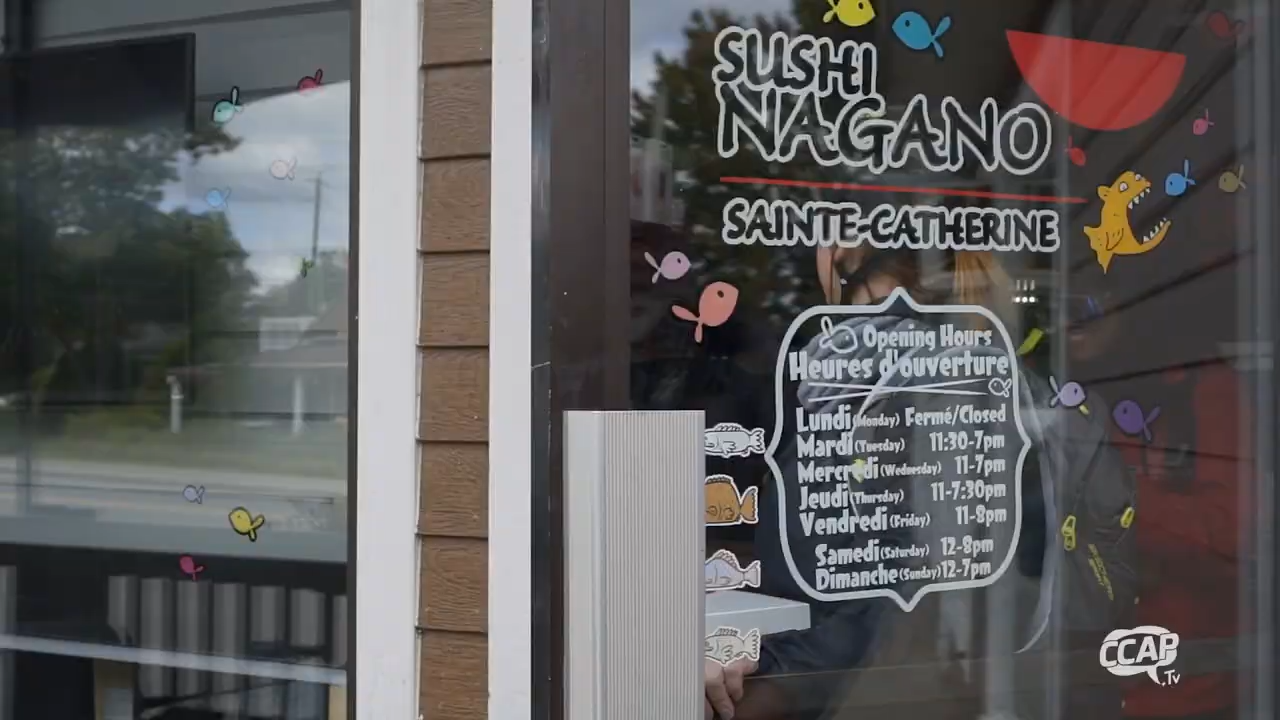 SUSHI
NAGANO
SAINTE-CATHERINE
Opening Hours
Heures d'ouverture
Lundi (Monday) Fermé/Closed
Mardi (Tuesday) 11:30-7pm
Mercredi (Wednesday) 11-7pm
Jeudi (Thursday) 11-7:30pm
Vendredi (Friday) 11-8pm
Samedi (Saturday) 12-8pm
Dimanche (Sunday) 12-7pm
CCAP
.Tv